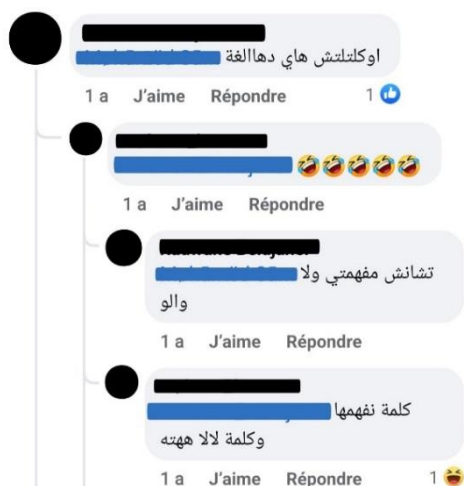 اوكلتلتش هاي دهاالغة
1 a J'aime Répondre 1
🤣🤣🤣🤣🤣
1 a J'aime Répondre
تشانش مفهمتي ولا
والو
1 a J'aime Répondre
كلمة نفهمها
وكلمة لالا ههته
1 a J'aime Répondre 1